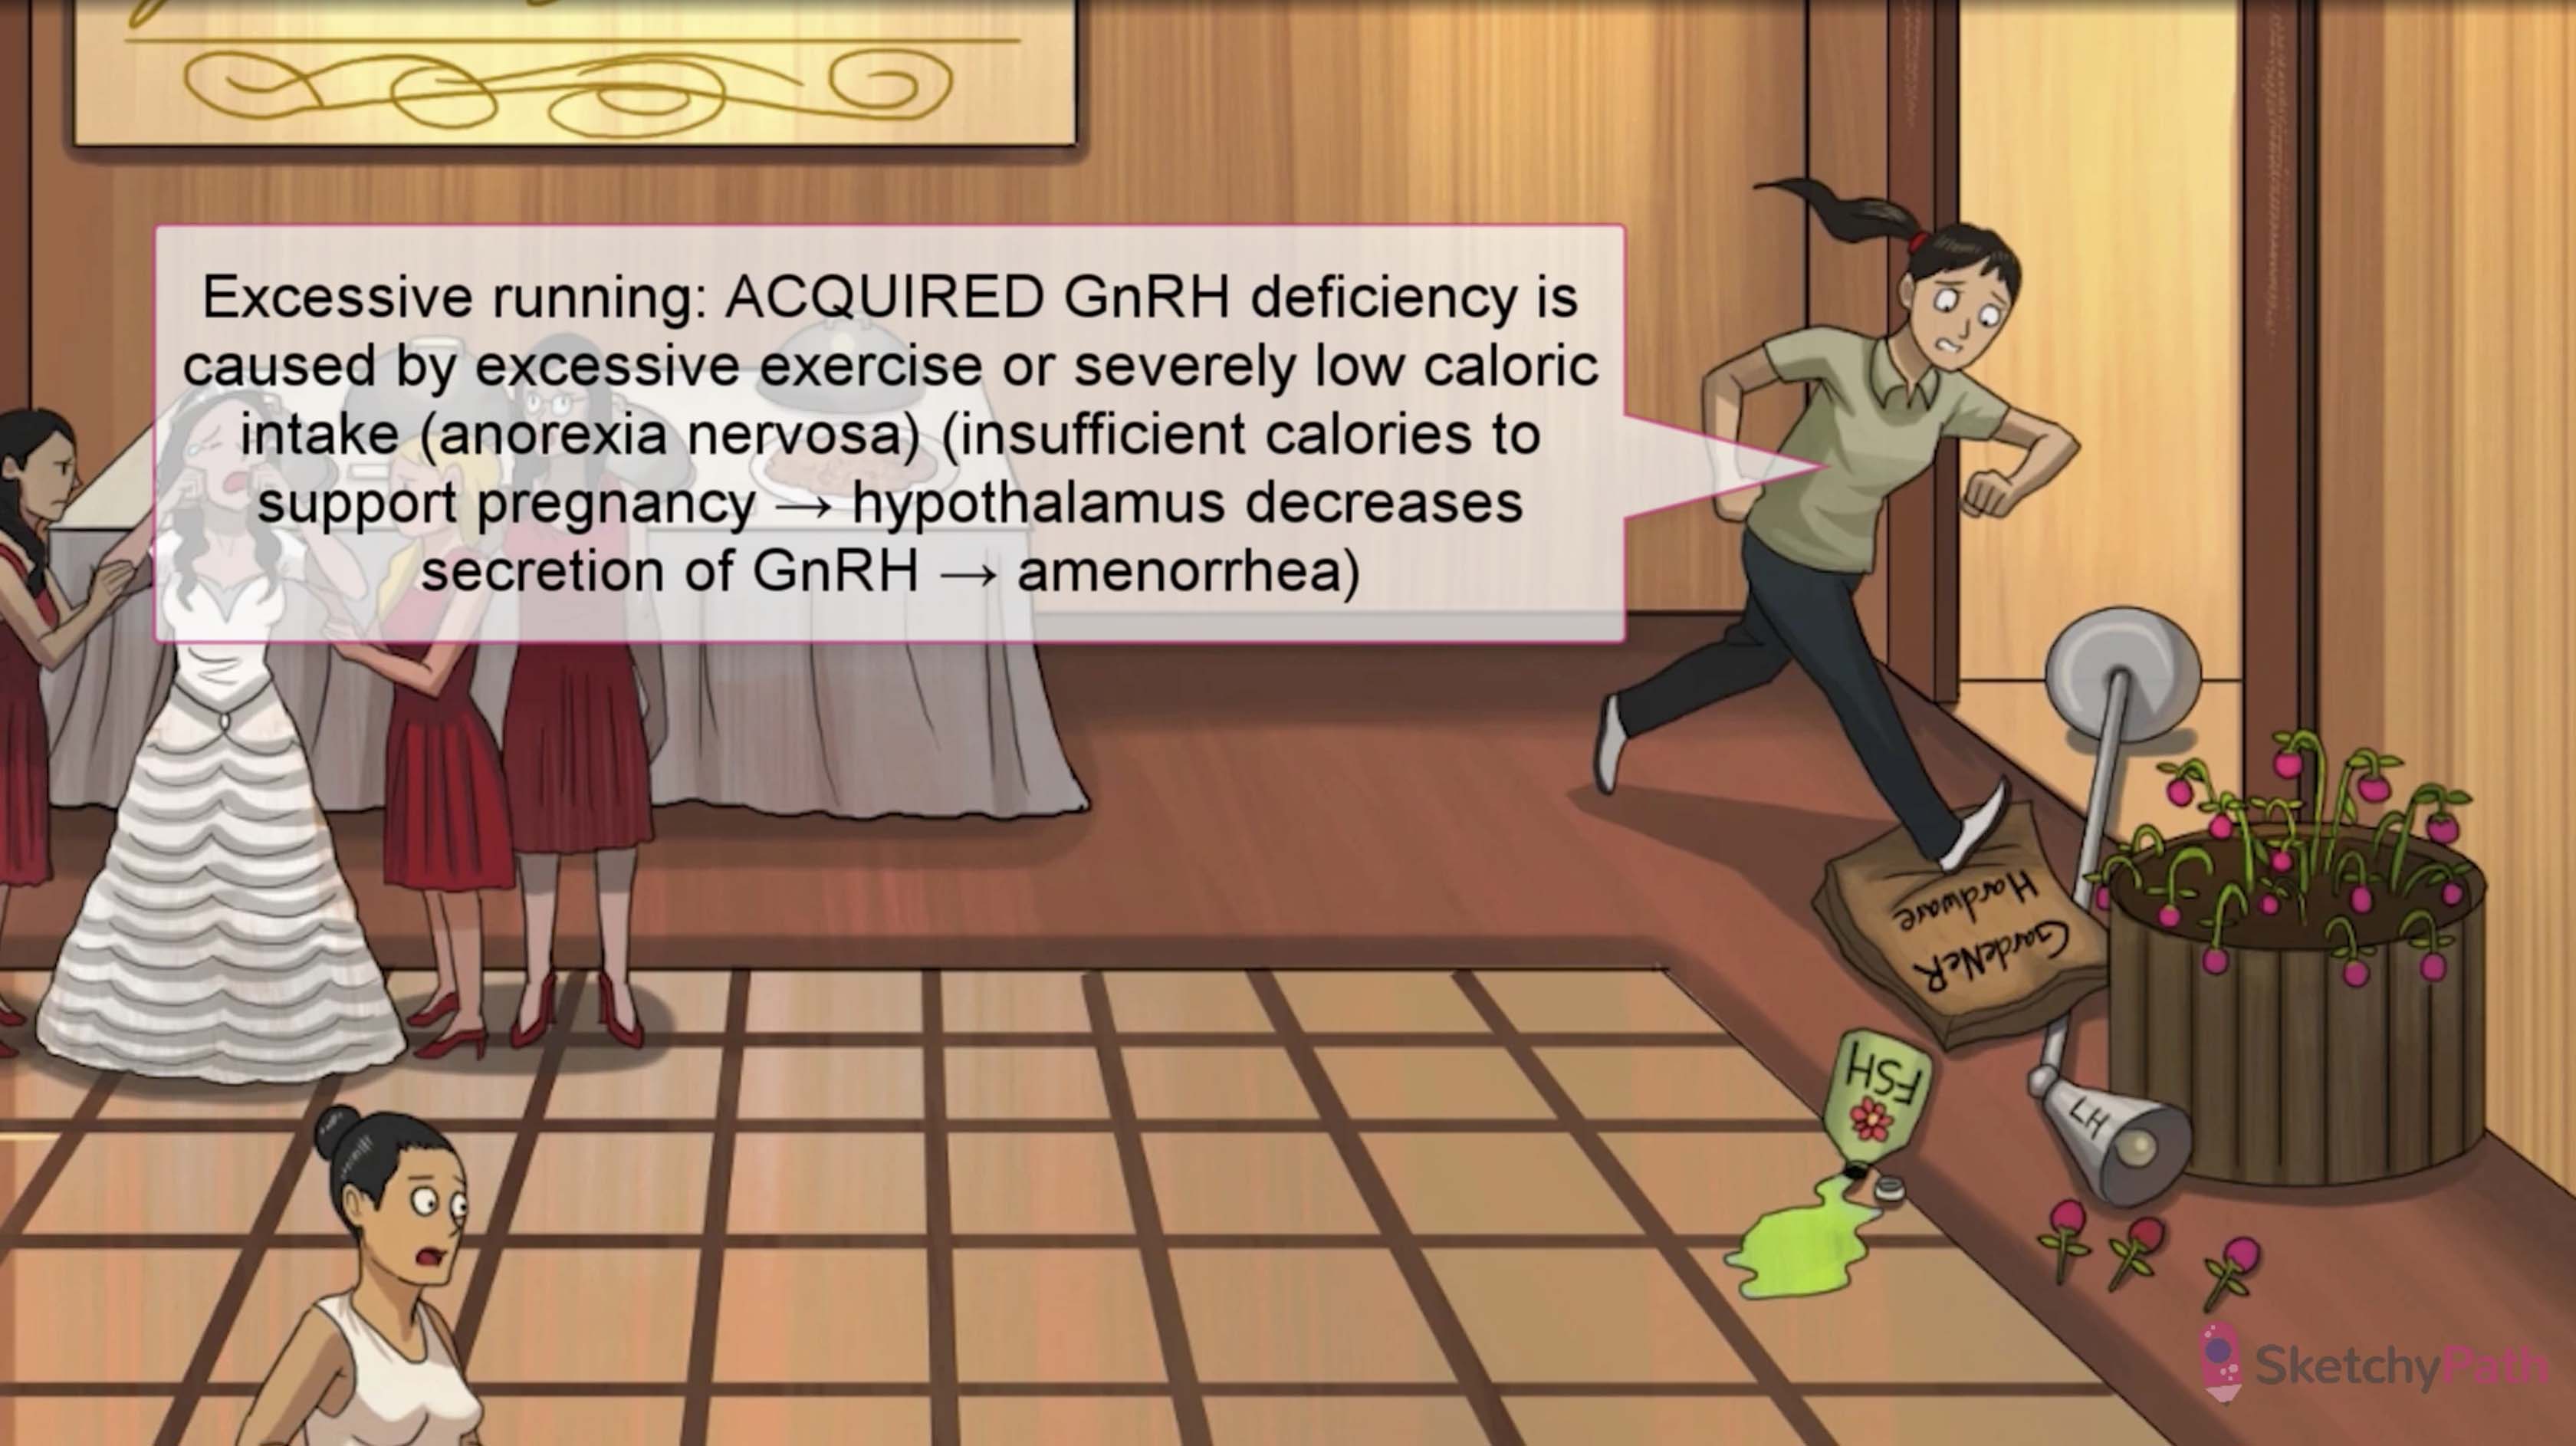 Excessive running: ACQUIRED GnRH deficiency is
caused by excessive exercise or severely low caloric
intake (anorexia nervosa) (insufficient calories to
support pregnancy → hypothalamus decreases
secretion of GnRH → amenorrhea)
GardeNeR
Hardware
FSH
LH
SketchyPath